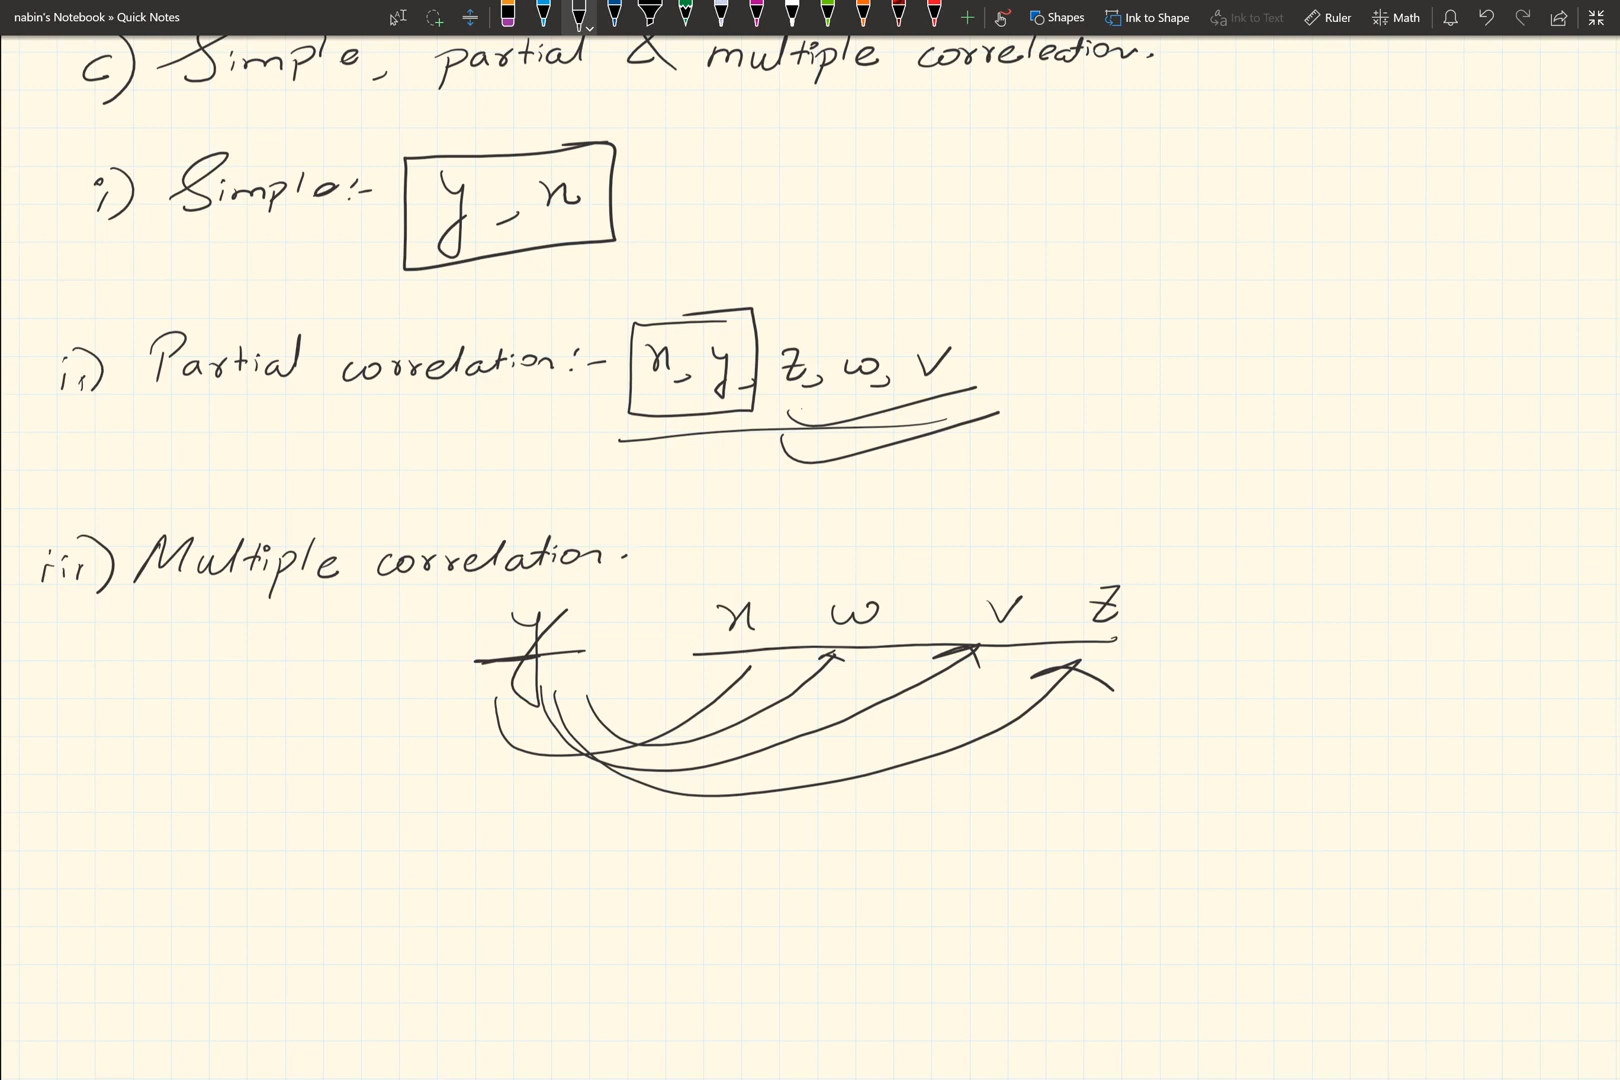 nabin's Notebook » Quick Notes Shapes Ink to Shape Ink to Text Ruler Math
c) Simple, partial & multiple correleation.
i) Simple:- y, x
ii) Partial correlation:- x, y, z, w, v
iii) Multiple correlation.
y x w v z